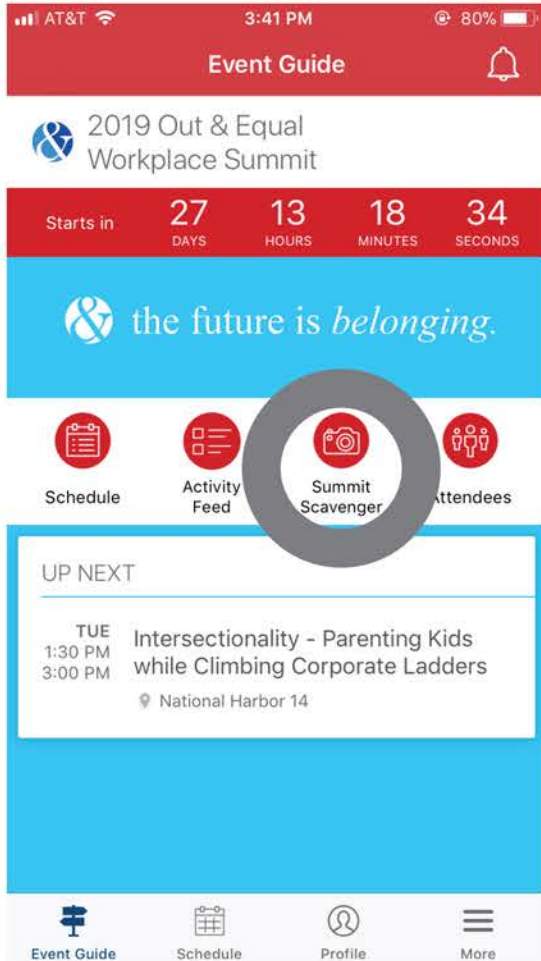 AT&T 3:41 PM 80%
Event Guide
& 2019 Out & Equal
Workplace Summit
Starts in 27 13 18 34
DAYS HOURS MINUTES SECONDS
& the future is belonging.
Schedule Activity Summit Attendees
Feed Scavenger
UP NEXT
TUE
1:30 PM Intersectionality - Parenting Kids
3:00 PM while Climbing Corporate Ladders
National Harbor 14
Event Guide Schedule Profile More